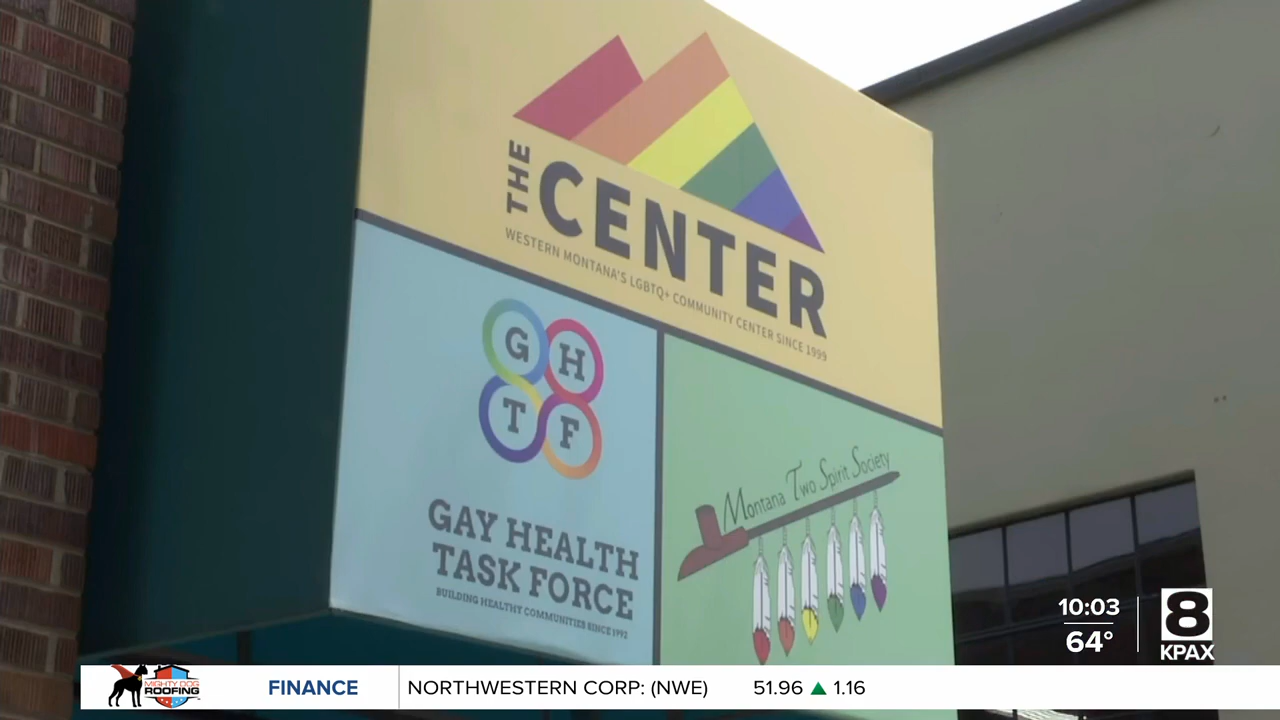 THE
CENTER
WESTERN MONTANA'S LGBTQ+ COMMUNITY CENTER SINCE 1999
G H
T F
GAY HEALTH
TASK FORCE
BUILDING HEALTHY COMMUNITIES SINCE 1992
Montana Two Spirit Society
10:03
64°
8
KPAX
MIGHTY DOG
ROOFING
FINANCE
NORTHWESTERN CORP: (NWE) 51.96 ▲ 1.16